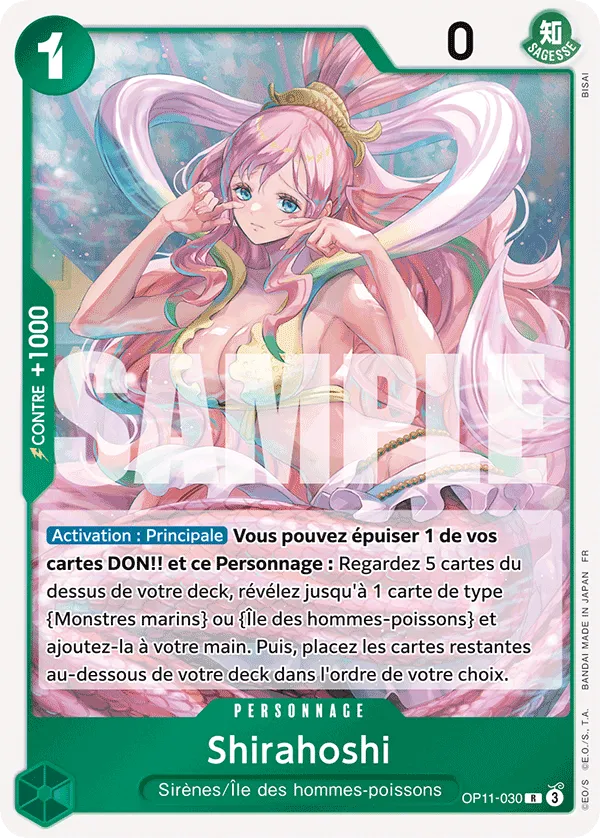 1
0
知
SAGESSE
BISAI
CONTRE +1000
SAMPLE
Activation : Principale Vous pouvez épuiser 1 de vos
cartes DON!! et ce Personnage : Regardez 5 cartes du
dessus de votre deck, révélez jusqu'à 1 carte de type
{Monstres marins} ou {Île des hommes-poissons} et
ajoutez-la à votre main. Puis, placez les cartes restantes
au-dessous de votre deck dans l'ordre de votre choix.
PERSONNAGE
Shirahoshi
Sirènes/Île des hommes-poissons
OP11-030 R 3
©E.O/S ©E.O./S., T.A. BANDAI MADE IN JAPAN FR